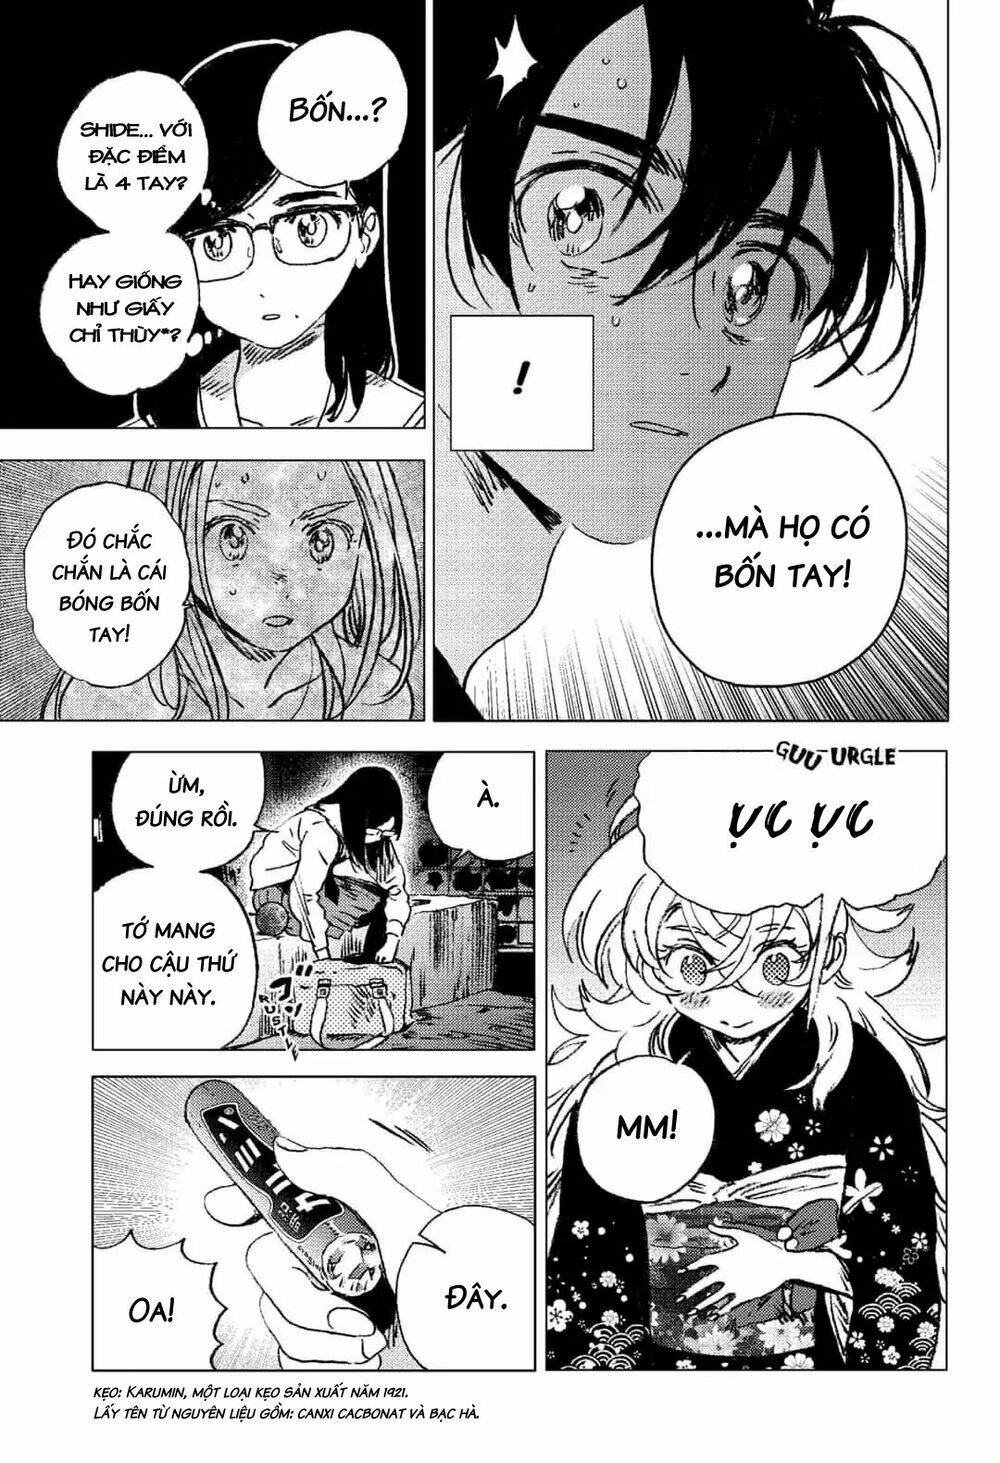 ...MÀ HỌ CÓ
BỐN TAY!
!
BỐN...?
SHIDE... VỚI
ĐẶC ĐIỀM
LÀ 4 TAY?
HAY GIỐNG
NHƯ GIẤY
CHỈ THÙY*?
ĐÓ CHẮC
CHẮN LÀ CÁI
BÓNG BỐN
TAY!
GUU URGLE
ỰC ỰC
MM!
À.
ỪM,
ĐÚNG RỒI.
TỚ MANG
CHO CẬU THỨ
NÀY NÀY.
ĐÂY.
OA!
KẸO: KARUMIN, MỘT LOẠI KẸO SẢN XUẤT NĂM 1921.
LẤY TÊN TỪ NGUYÊN LIỆU GỒM: CANXI CACBONAT VÀ BẠC HÀ.